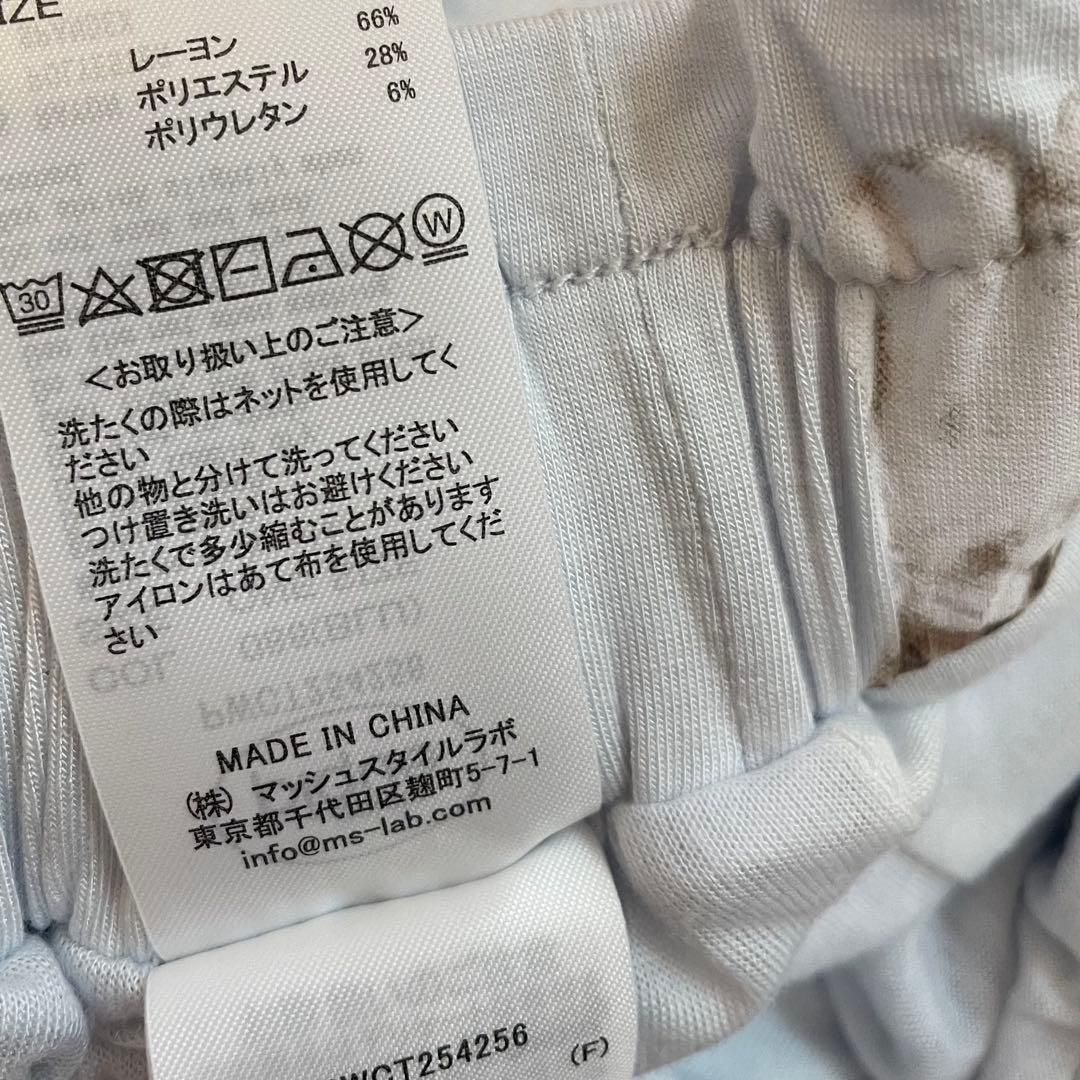 IZE
レーヨン 66%
ポリエステル 28%
ポリウレタン 6%
30 W
<お取り扱い上のご注意>
洗たくの際はネットを使用してく
ださい
他の物と分けて洗ってください
つけ置き洗いはお避けください
洗たくで多少縮むことがあります
アイロンはあて布を使用してくだ
さい
MADE IN CHINA
(株) マッシュスタイルラボ
東京都千代田区麹町5-7-1
info@ms-lab.com
WCT254256 (F)